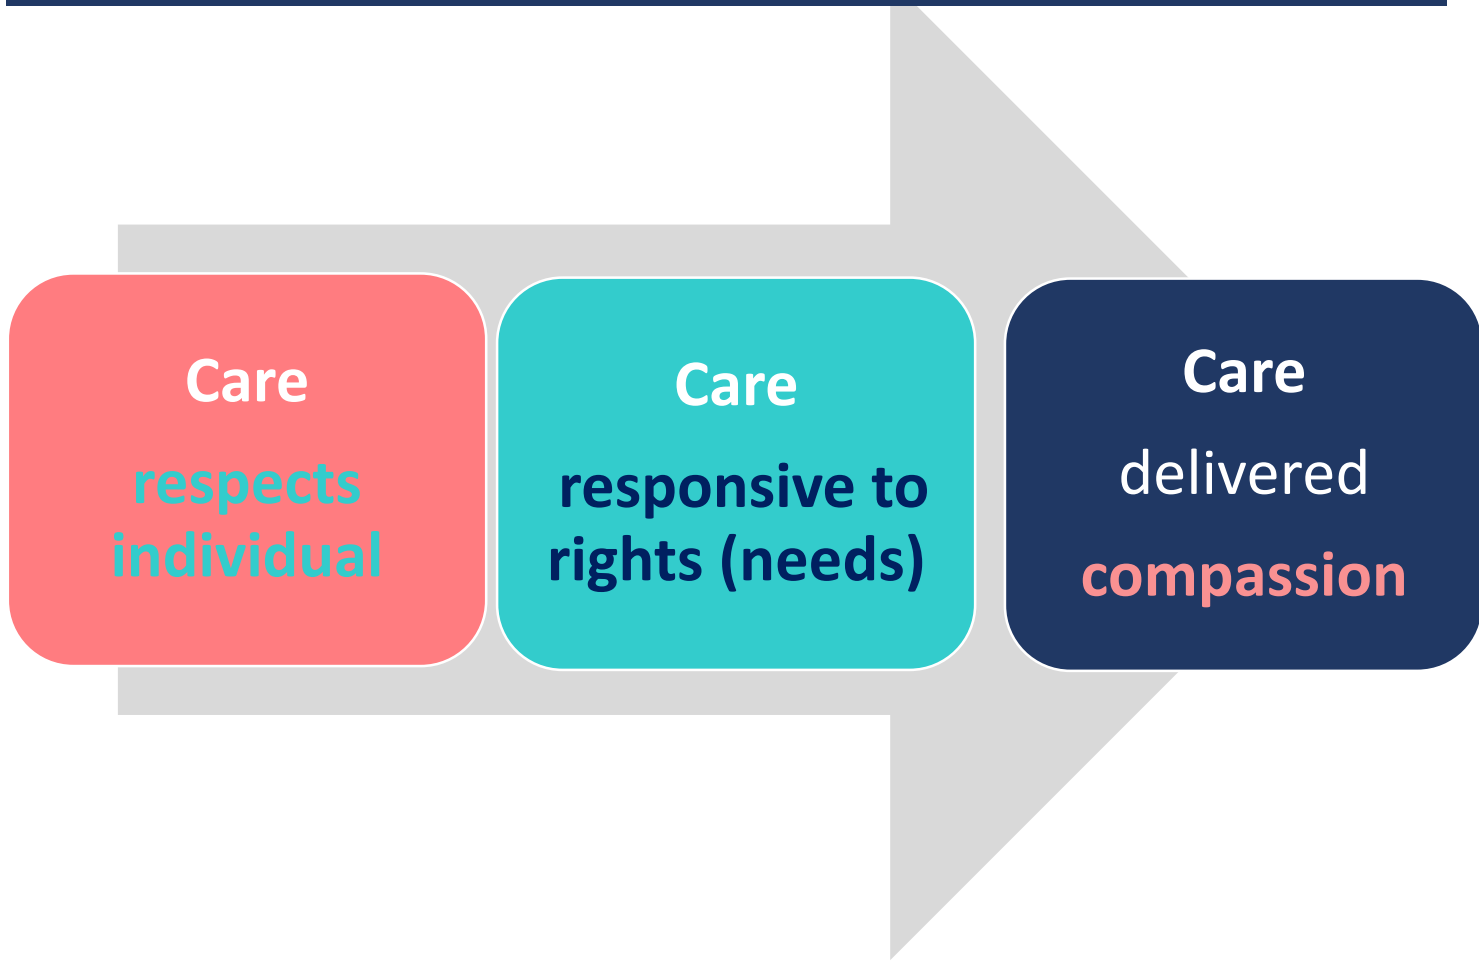 Care
respects
individual
Care
responsive to
rights (needs)
Care
delivered
compassion